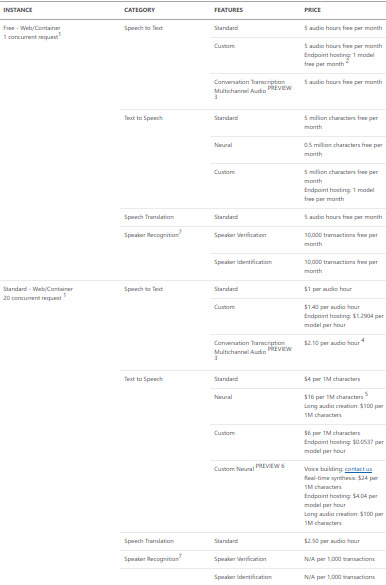 INSTANCE CATEGORY FEATURES PRICE
Free - Web/Container Speech to Text Standard 5 audio hours free per month
1 concurrent request 1
Custom 5 audio hours free per month
Endpoint hosting: 1 model
free per month 2
Conversation Transcription 5 audio hours free per month
Multichannel Audio PREVIEW
3
Text to Speech Standard 5 million characters free per
month
Neural 0.5 million characters free per
month
Custom 5 million characters free per
month
Endpoint hosting: 1 model
free per month
Speech Translation Standard 5 audio hours free per month
Speaker Recognition 7 Speaker Verification 10,000 transactions free per
month
Speaker Identification 10,000 transactions free per
month
Standard - Web/Container Speech to Text Standard $1 per audio hour
20 concurrent request 1
Custom $1.40 per audio hour
Endpoint hosting: $1.2904 per
model per hour
Conversation Transcription $2.10 per audio hour 4
Multichannel Audio PREVIEW
3
Text to Speech Standard $4 per 1M characters
Neural $16 per 1M characters 5
Long audio creation: $100 per
1M characters
Custom $6 per 1M characters
Endpoint hosting: $0.0537 per
model per hour
Custom Neural PREVIEW 6 Voice building: contact us
Real-time synthesis: $24 per
1M characters
Endpoint hosting: $4.04 per
model per hour
Long audio creation: $100 per
1M characters
Speech Translation Standard $2.50 per audio hour
Speaker Recognition 7 Speaker Verification N/A per 1,000 transactions
Speaker Identification N/A per 1,000 transactions